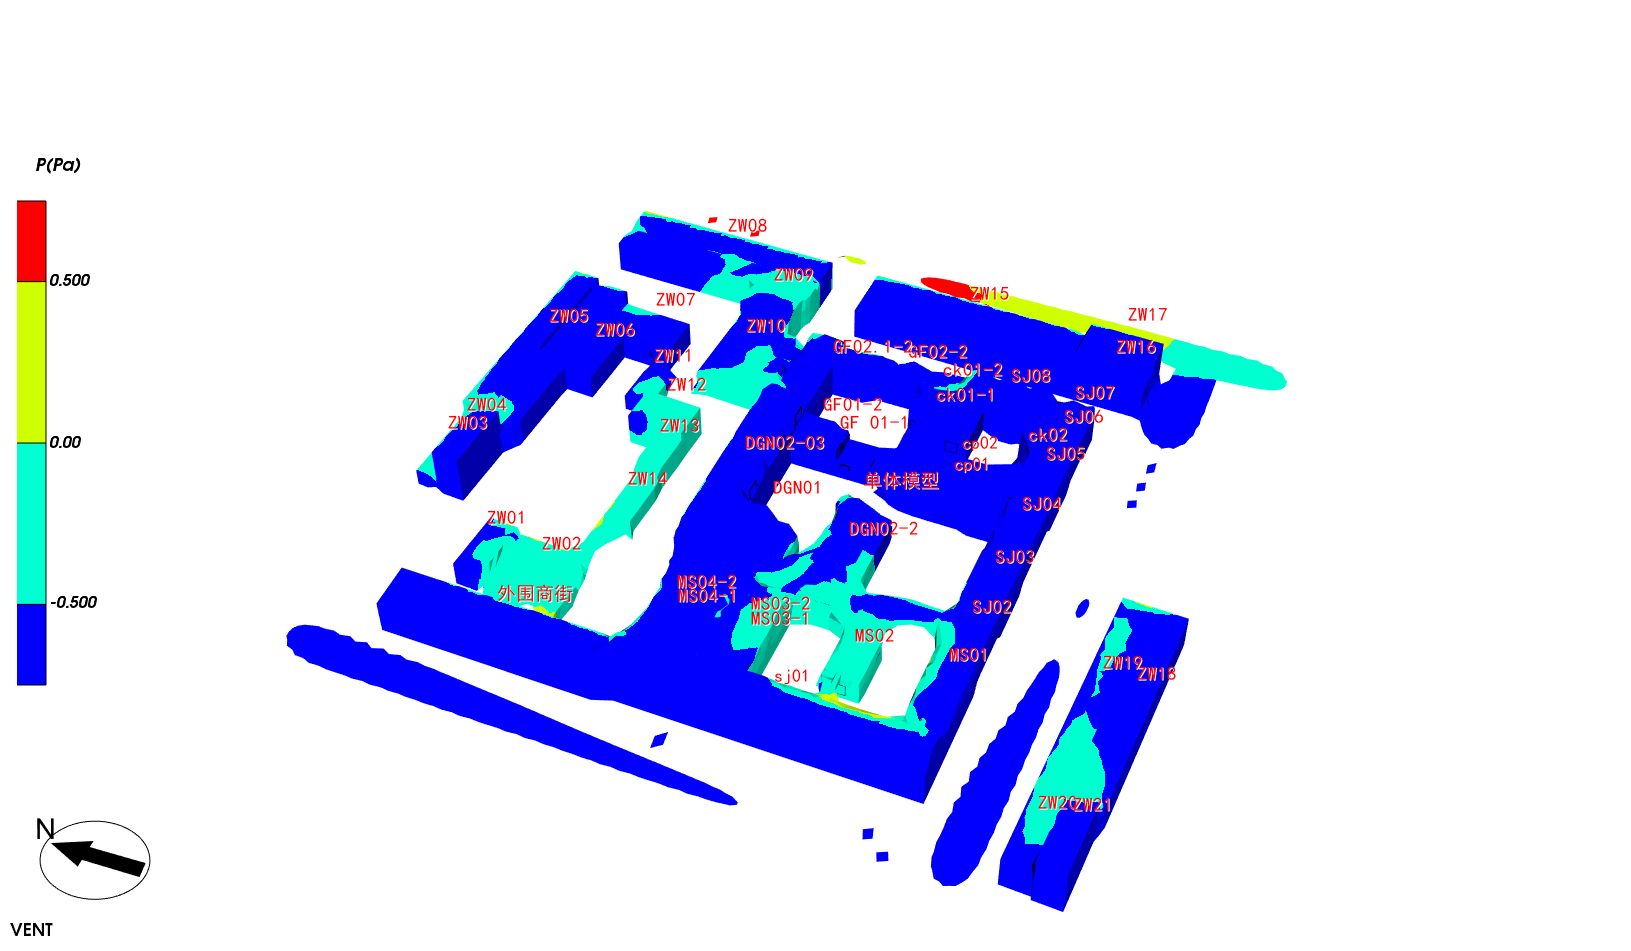 P(Pa)
0.500
0.00
-0.500
N
VENT
ZW08
ZW09
ZW07
ZW15
ZW17
ZW05
ZW06
ZW10
ZW16
GF02.1-2
GF02-2
ZW11
ck01-2
SJ08
ZW12
ck01-1
SJ07
ZW04
GF01-2
SJ06
ZW03
GF 01-1
ZW13
ck02
DGN02-03
cp02
SJ05
cp01
ZW14
单体模型
DGN01
SJ04
ZW01
DGN02-2
ZW02
SJ03
MS04-2
外围商街
MS04-1
MS03-2
SJ02
MS03-1
MS02
MS01
ZW19
ZW18
sj01
ZW20
ZW21